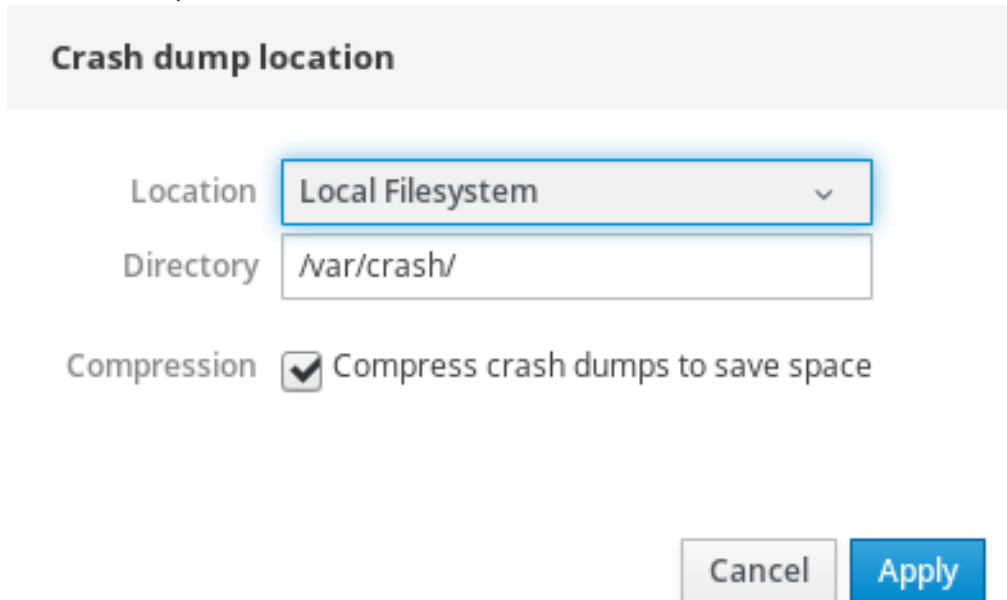 Crash dump location
Location Local Filesystem
Directory /var/crash/
Compression Compress crash dumps to save space
Cancel Apply